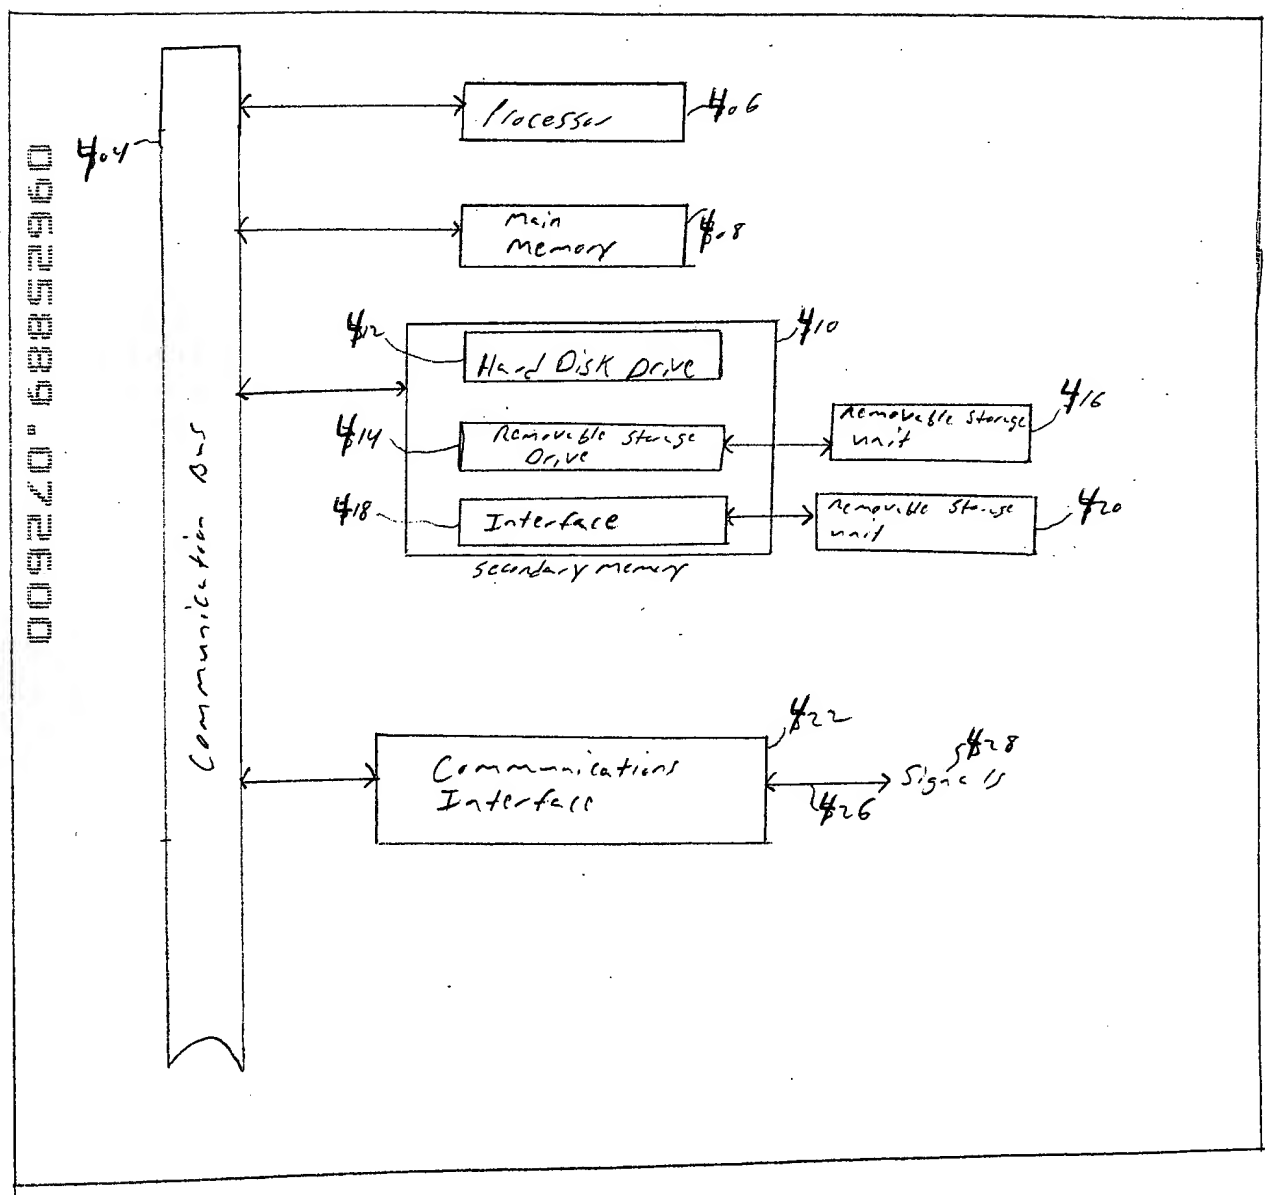 Processor
406
404
Main
Memory
408
412
410
Hard Disk Drive
416
Removable Storage
unit
414
Removable Storage
Drive
418
Interface
Removable Storage
unit
420
Secondary Memory
Communication Bus
422
Communications
Interface
428
Signals
426
09625889.072600